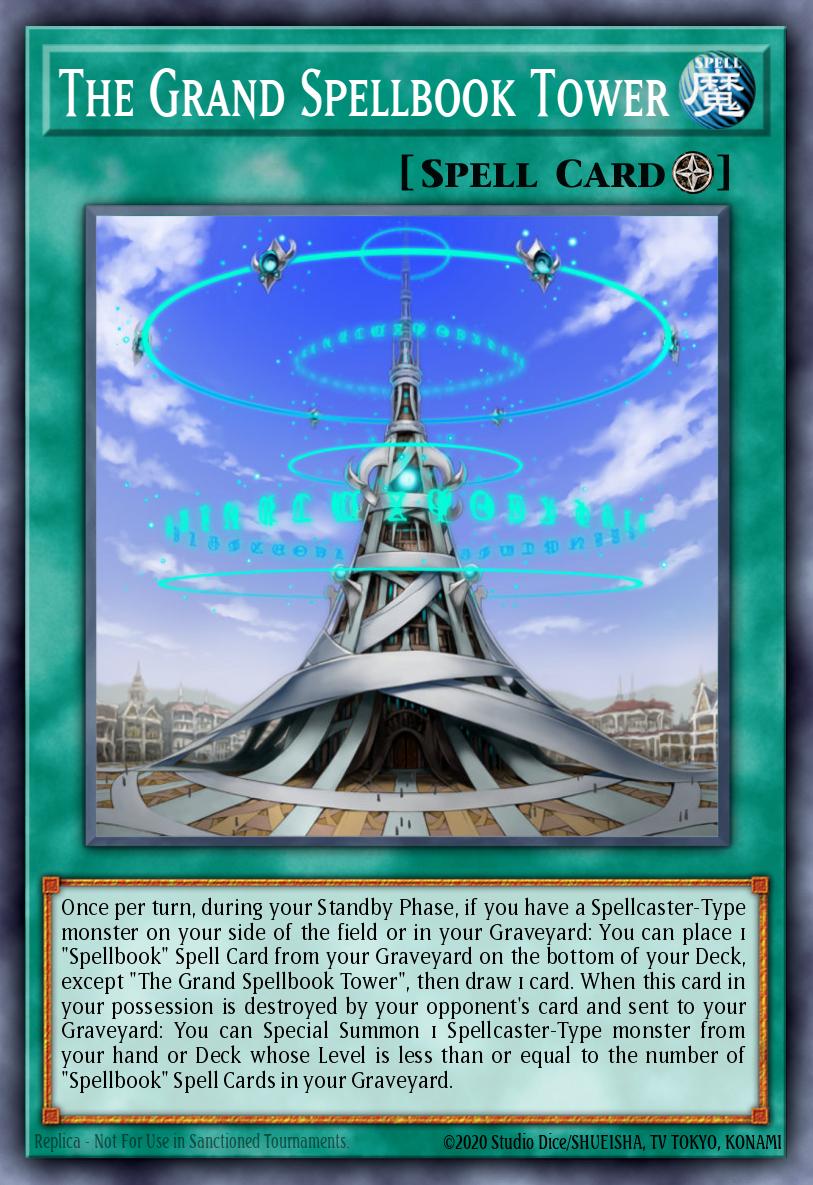 The Grand Spellbook Tower
SPELL
魔
[Spell Card]
Once per turn, during your Standby Phase, if you have a Spellcaster-Type
monster on your side of the field or in your Graveyard: You can place 1
"Spellbook" Spell Card from your Graveyard on the bottom of your Deck,
except "The Grand Spellbook Tower", then draw 1 card. When this card in
your possession is destroyed by your opponent's card and sent to your
Graveyard: You can Special Summon 1 Spellcaster-Type monster from
your hand or Deck whose Level is less than or equal to the number of
"Spellbook" Spell Cards in your Graveyard.
Replica - Not For Use in Sanctioned Tournaments.
©2020 Studio Dice/SHUEISHA, TV TOKYO, KONAMI